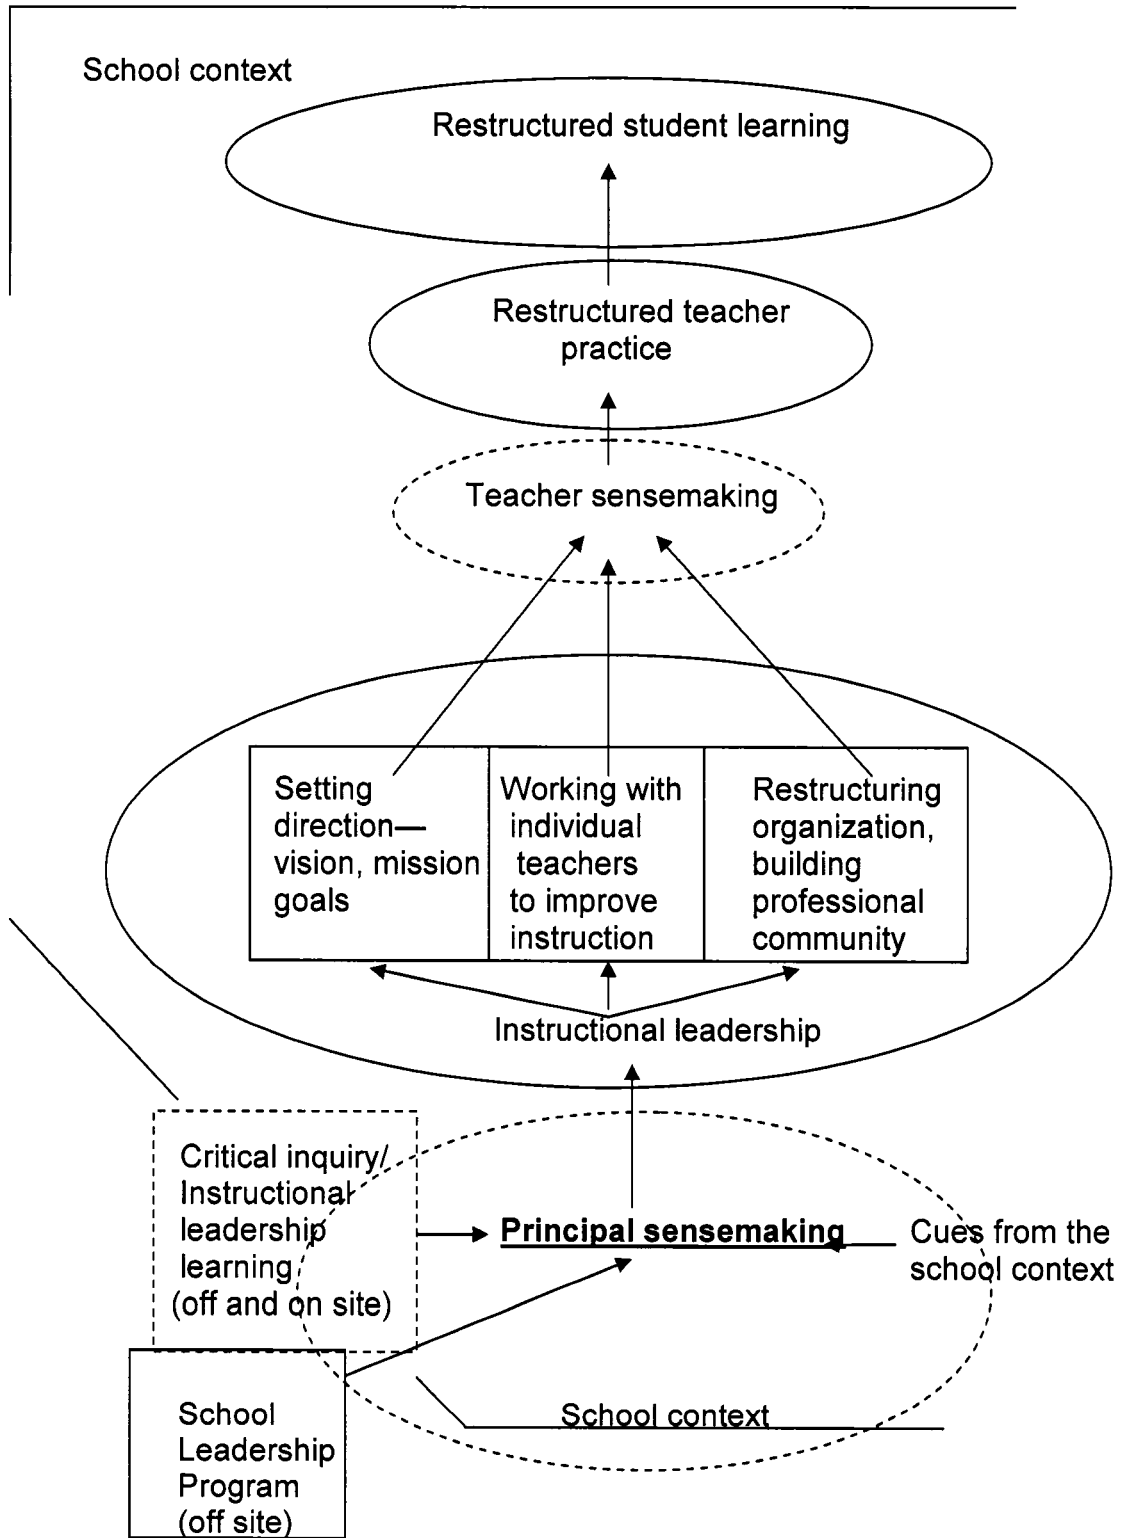 School context
Restructured student learning
Restructured teacher
practice
Teacher sensemaking
Setting
direction—
vision, mission
goals
Working with
individual
teachers
to improve
instruction
Restructuring
organization,
building
professional
community
Instructional leadership
Critical inquiry/
Instructional
leadership
learning
(off and on site)
Principal sensemaking
Cues from the
school context
School
Leadership
Program
(off site)
School context